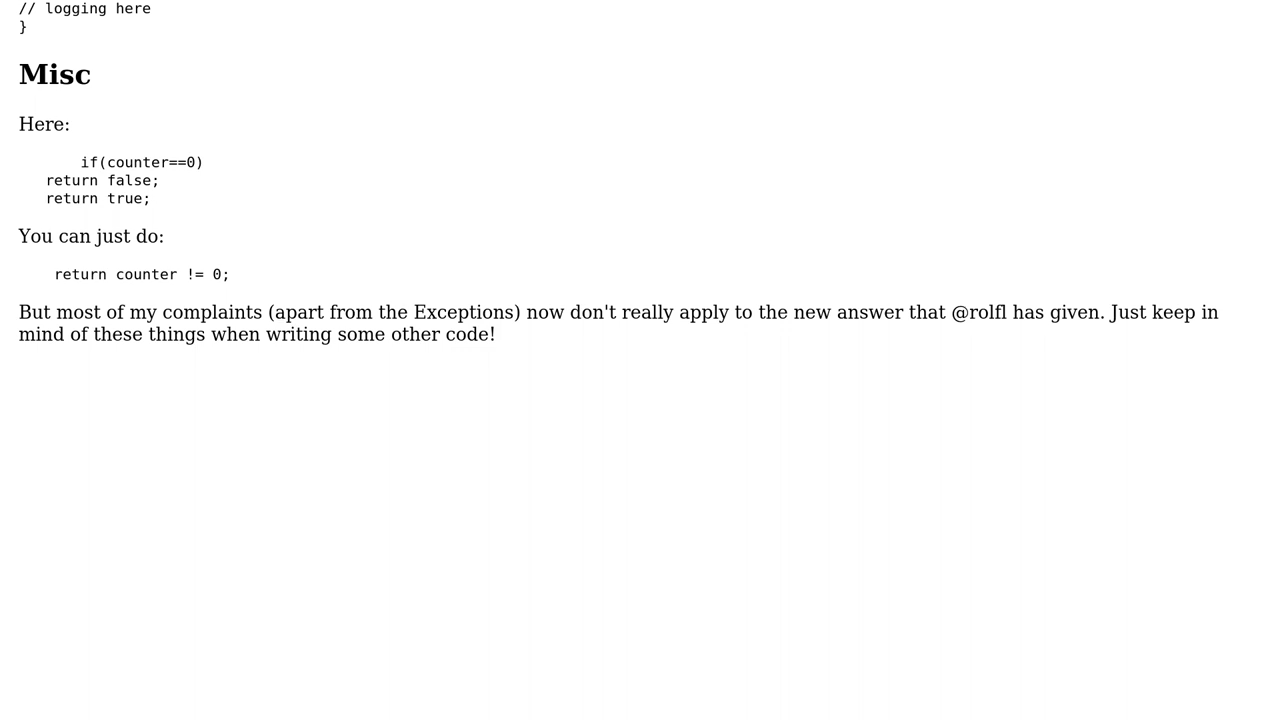 // logging here
}
Misc
Here:
if(counter==0)
return false;
return true;
You can just do:
return counter != 0;
But most of my complaints (apart from the Exceptions) now don't really apply to the new answer that @rolfl has given. Just keep in
mind of these things when writing some other code!